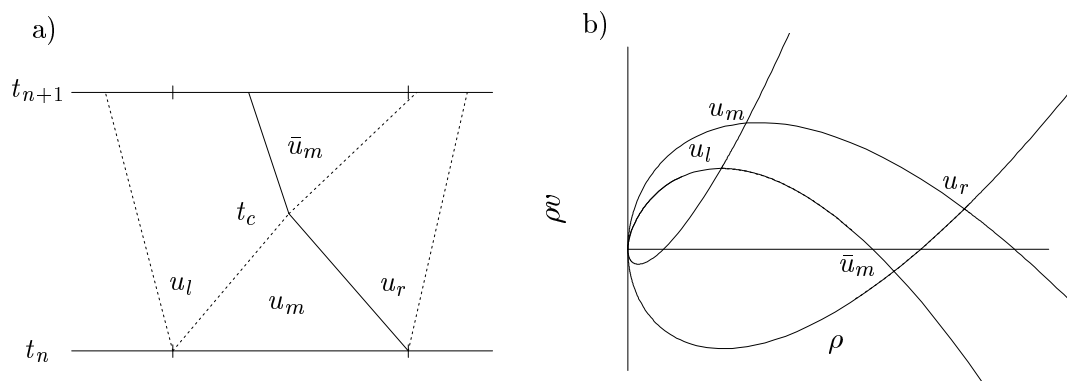 a)
t_{n+1}
ū_m
t_c
u_l
u_m
u_r
t_n
b)
u_m
u_l
u_r
ρv
ū_m
ρ